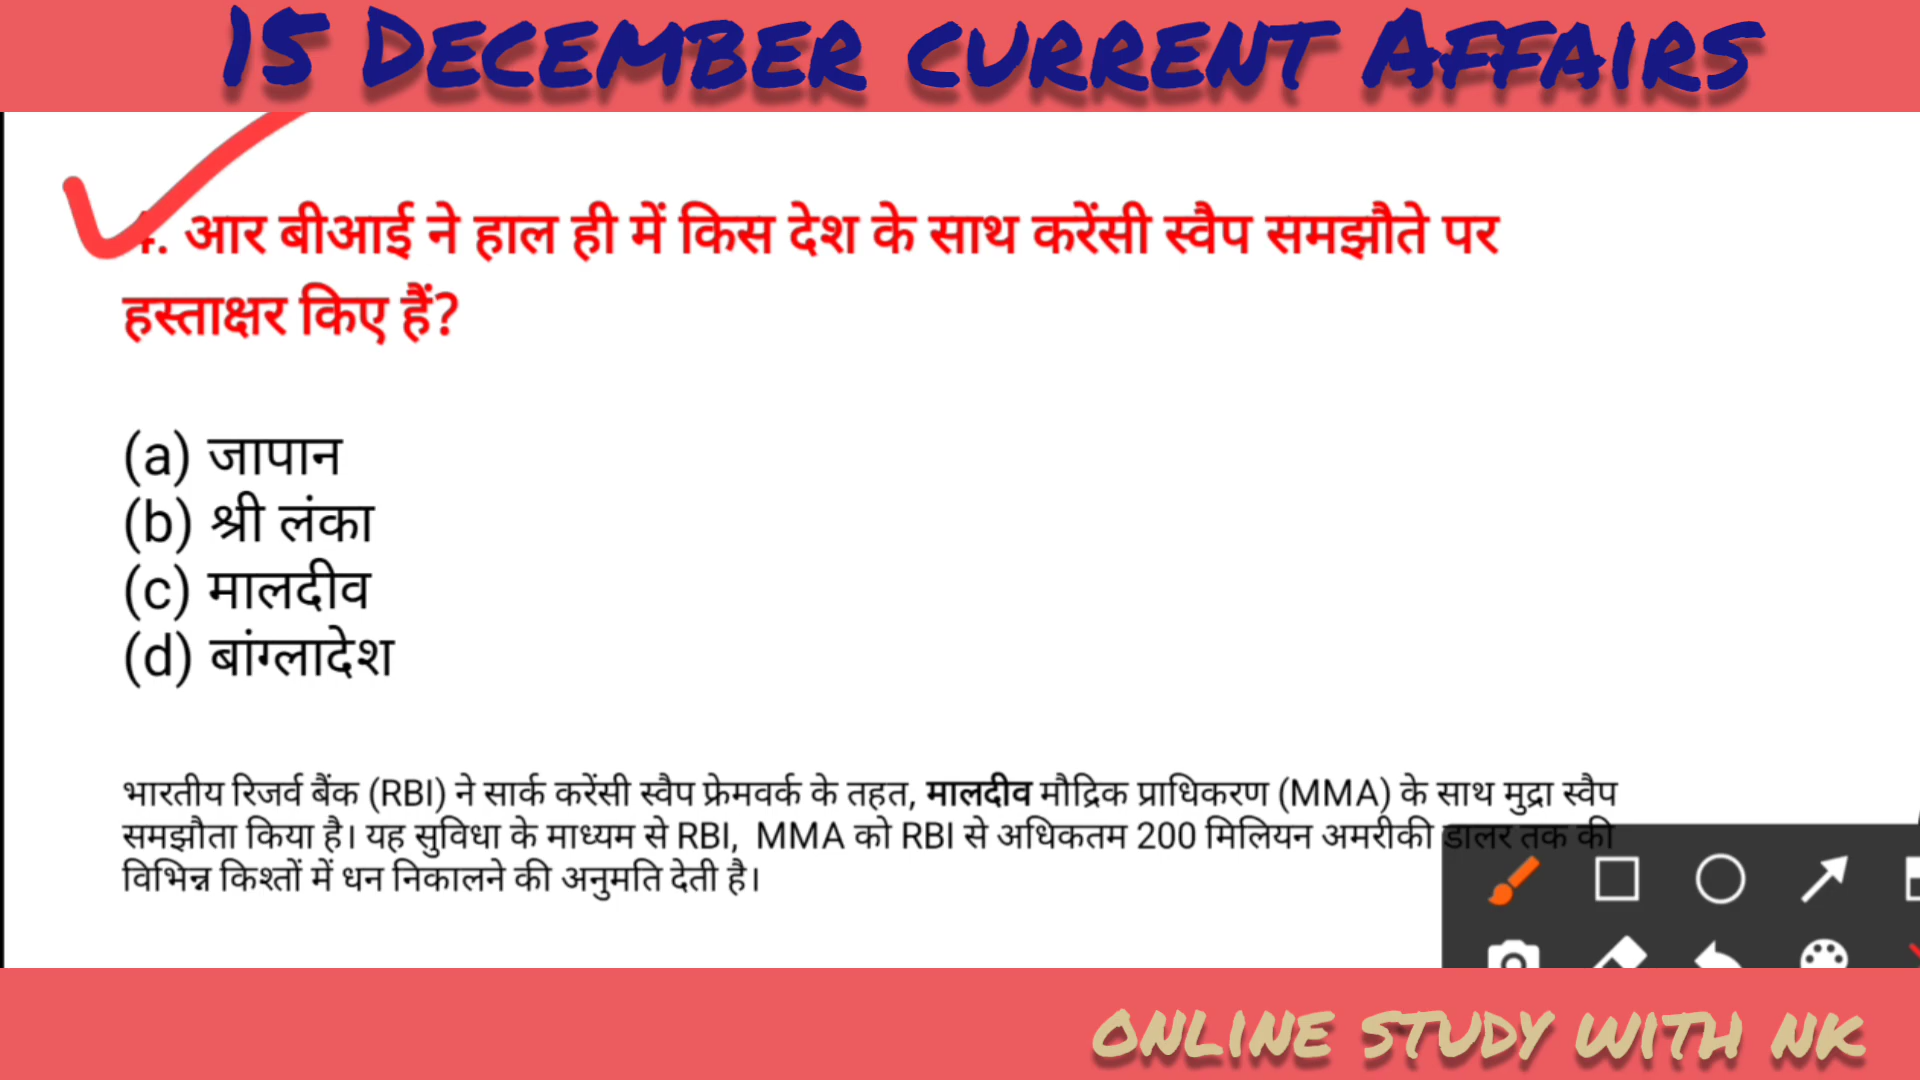 15 December current Affairs
4. आर बीआई ने हाल ही में किस देश के साथ करेंसी स्वैप समझौते पर
हस्ताक्षर किए हैं?
(a) जापान
(b) श्री लंका
(c) मालदीव
(d) बांग्लादेश
भारतीय रिजर्व बैंक (RBI) ने सार्क करेंसी स्वैप फ्रेमवर्क के तहत, मालदीव मौद्रिक प्राधिकरण (MMA) के साथ मुद्रा स्वैप
समझौता किया है। यह सुविधा के माध्यम से RBI, MMA को RBI से अधिकतम 200 मिलियन अमरीकी डालर तक की
विभिन्न किश्तों में धन निकालने की अनुमति देती है।
online study with nk